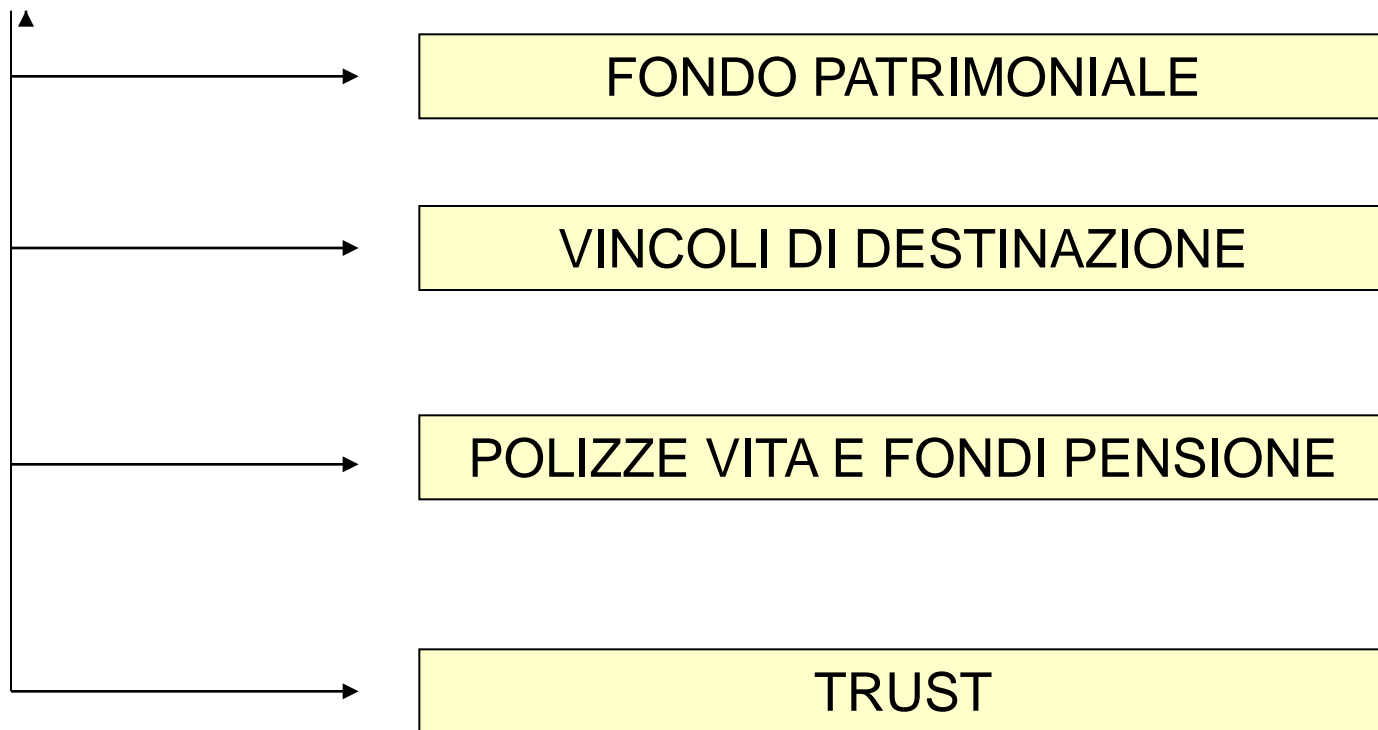 FONDO PATRIMONIALE
VINCOLI DI DESTINAZIONE
POLIZZE VITA E FONDI PENSIONE
TRUST